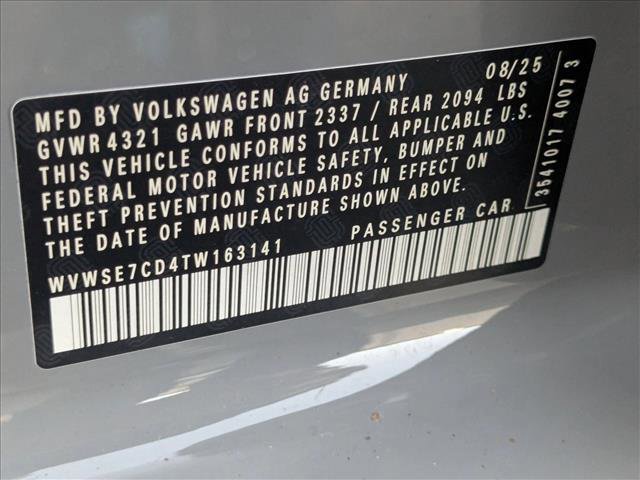 MFD BY VOLKSWAGEN AG GERMANY 08/25
GVWR 4321 GAWR FRONT 2337 / REAR 2094 LBS
THIS VEHICLE CONFORMS TO ALL APPLICABLE U.S.
FEDERAL MOTOR VEHICLE SAFETY, BUMPER AND
THEFT PREVENTION STANDARDS IN EFFECT ON
THE DATE OF MANUFACTURE SHOWN ABOVE.
WVWSE7CD4TW163141 PASSENGER CAR
3541017 4007 3